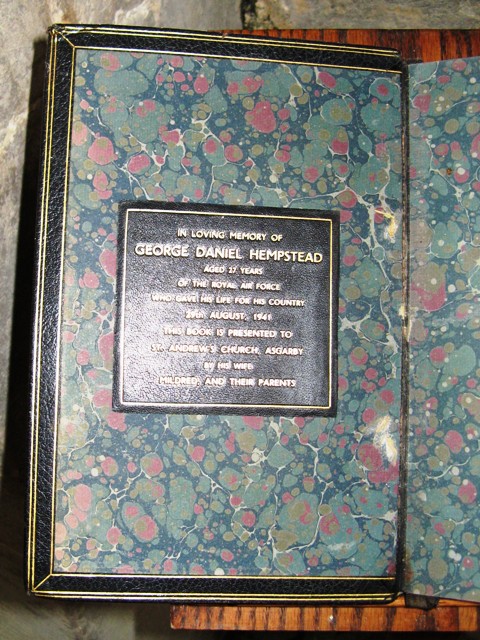 IN LOVING MEMORY OF
GEORGE DANIEL HEMPSTEAD
AGED 27 YEARS
OF THE ROYAL AIR FORCE
WHO GAVE HIS LIFE FOR HIS COUNTRY
AUGUST, 1941
THIS BOOK IS PRESENTED TO
ST. ANDREW'S CHURCH, ASGARBY
BY HIS WIFE
MILDRED, AND THEIR PARENTS